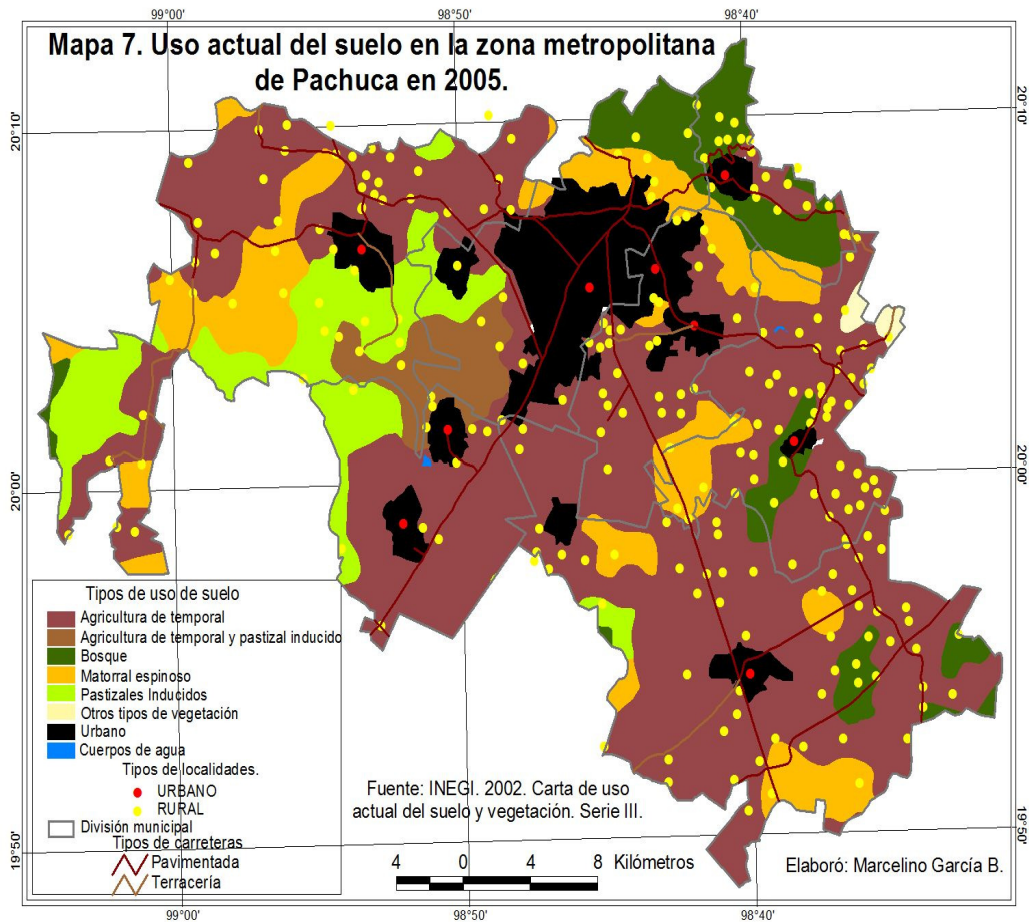 99°00'
98°50'
98°40'
Mapa 7. Uso actual del suelo en la zona metropolitana
de Pachuca en 2005.
20°10'
20°10'
20°00'
20°00'
Tipos de uso de suelo
Agricultura de temporal
Agricultura de temporal y pastizal inducido
Bosque
Matorral espinoso
Pastizales Inducidos
Otros tipos de vegetación
Urbano
Cuerpos de agua
Tipos de localidades.
URBANO
RURAL
División municipal
Tipos de carreteras
Pavimentada
Terracería
Fuente: INEGI. 2002. Carta de uso
actual del suelo y vegetación. Serie III.
4 0 4 8 Kilómetros
Elaboró: Marcelino García B.
19°50'
19°50'
99°00'
98°50'
98°40'